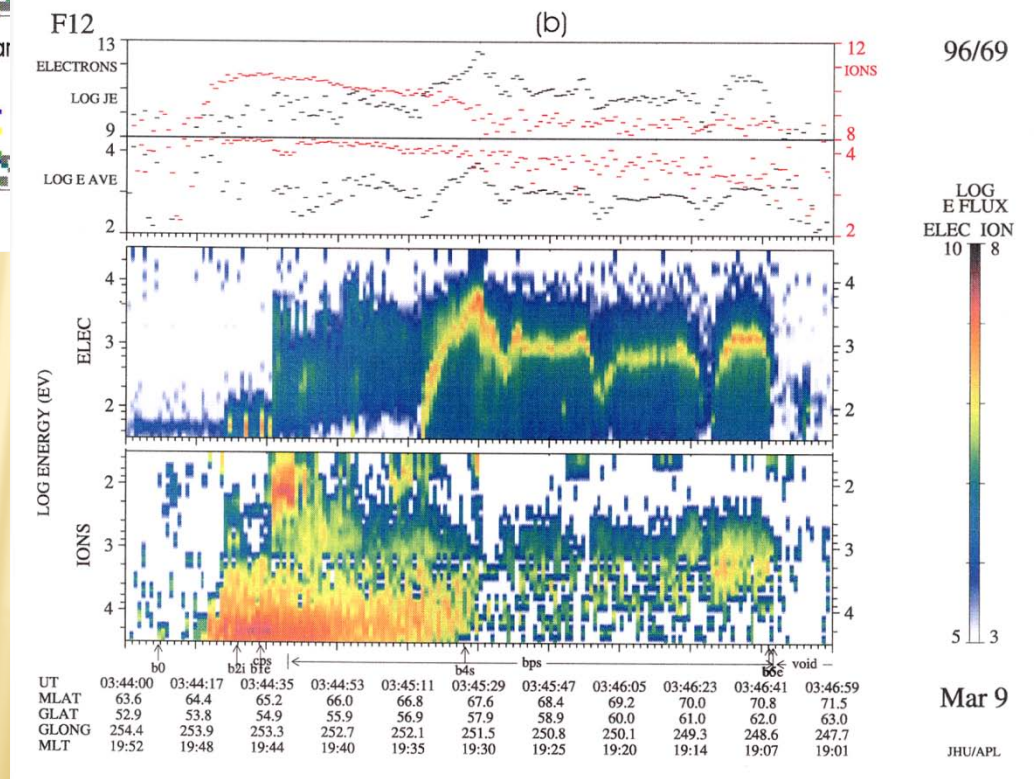 F12
(b)
96/69
13
ELECTRONS
LOG JE
9
12
IONS
8
4
LOG E AVE
2
4
2
LOG
E FLUX
ELEC ION
10 8
5 3
LOG ENERGY (EV)
ELEC
4
3
2
4
3
2
IONS
2
3
4
2
3
4
b0 b2i cps b1e bps b4s void
UT 03:44:00 03:44:17 03:44:35 03:44:53 03:45:11 03:45:29 03:45:47 03:46:05 03:46:23 03:46:41 03:46:59
MLAT 63.6 64.4 65.2 66.0 66.8 67.6 68.4 69.2 70.0 70.8 71.5
GLAT 52.9 53.8 54.9 55.9 56.9 57.9 58.9 60.0 61.0 62.0 63.0
GLONG 254.4 253.9 253.3 252.7 252.1 251.5 250.8 250.1 249.3 248.6 247.7
MLT 19:52 19:48 19:44 19:40 19:35 19:30 19:25 19:20 19:14 19:07 19:01
Mar 9
JHU/APL